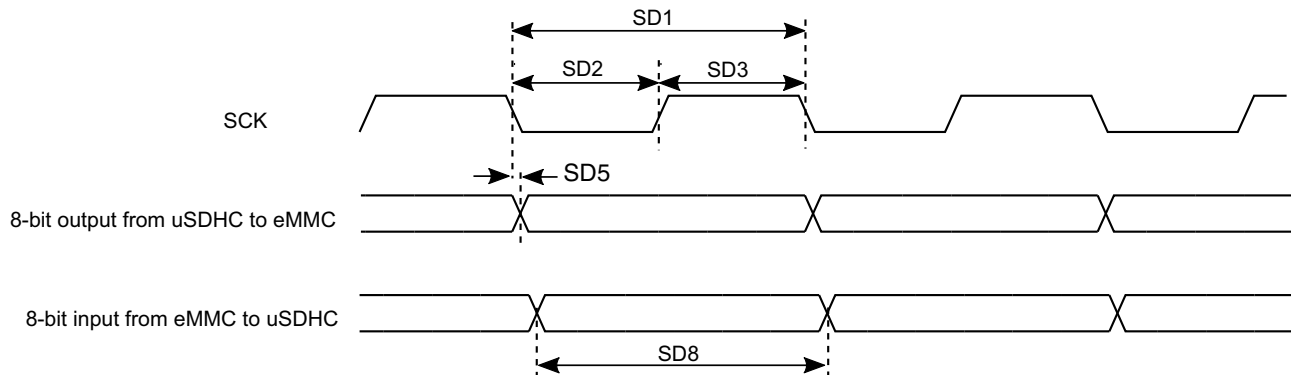 SD1
SD2
SD3
SCK
SD5
8-bit output from uSDHC to eMMC
8-bit input from eMMC to uSDHC
SD8